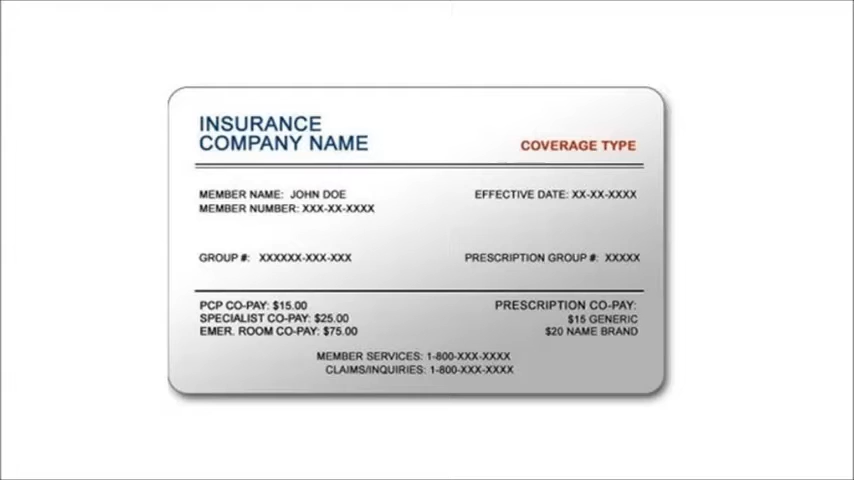 INSURANCE
COMPANY NAME
COVERAGE TYPE
MEMBER NAME: JOHN DOE
EFFECTIVE DATE: XX-XX-XXXX
MEMBER NUMBER: XXX-XX-XXXX
GROUP #: XXXXXX-XXX-XXX
PRESCRIPTION GROUP #: XXXXX
PCP CO-PAY: $15.00
SPECIALIST CO-PAY: $25.00
EMER. ROOM CO-PAY: $75.00
PRESCRIPTION CO-PAY:
$15 GENERIC
$20 NAME BRAND
MEMBER SERVICES: 1-800-XXX-XXXX
CLAIMS/INQUIRIES: 1-800-XXX-XXXX